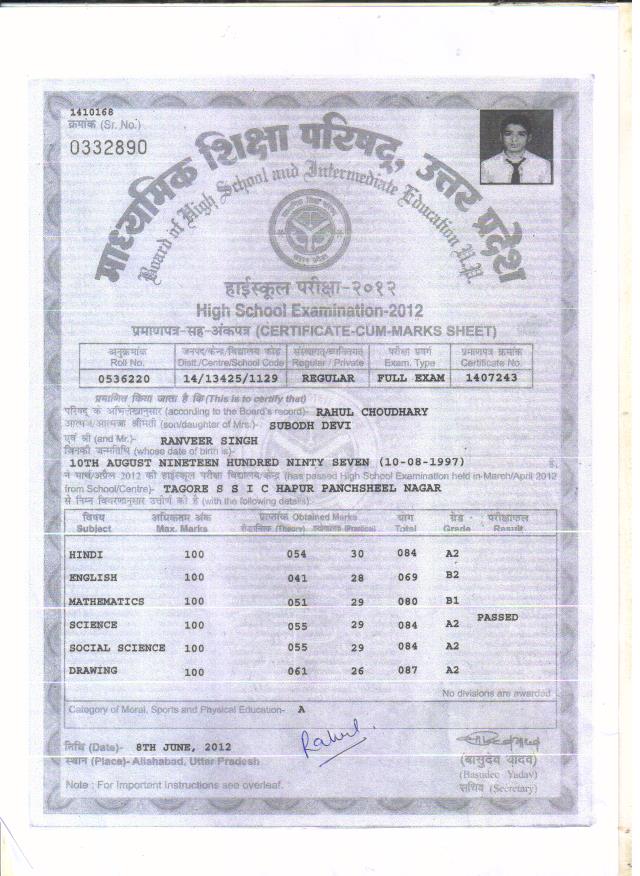 1410168
क्रमांक (Sr. No.)
0332890
माध्यमिक शिक्षा परिषद्, उत्तर प्रदेश
Board of High School and Intermediate Education U.P.
हाईस्कूल परीक्षा-२०१२
High School Examination-2012
प्रमाणपत्र-सह-अंकपत्र (CERTIFICATE-CUM-MARKS SHEET)
अनुक्रमांक जनपद/केन्द्र/विद्यालय कोड संस्थागत/व्यक्तिगत परीक्षा प्रवर्ग प्रमाणपत्र क्रमांक
Roll No. Distt./Centre/School Code Regular / Private Exam. Type Certificate No.
0536220 14/13425/1129 REGULAR FULL EXAM 1407243
प्रमाणित किया जाता है कि (This is to certify that)
परिषद् के अभिलेखानुसार (according to the Board's record)- RAHUL CHOUDHARY
आत्मज/आत्मजा श्रीमती (son/daughter of Mrs.)- SUBODH DEVI
एवं श्री (and Mr.)- RANVEER SINGH
जिनकी जन्मतिथि (whose date of birth is)-
10TH AUGUST NINETEEN HUNDRED NINTY SEVEN (10-08-1997) है,
ने मार्च/अप्रैल 2012 की हाईस्कूल परीक्षा विद्यालय/केन्द्र (has passed High School Examination held in-March/April 2012
from School/Centre)- TAGORE S S I C HAPUR PANCHSHEEL NAGAR
से निम्न विवरणानुसार उत्तीर्ण की है (with the following details):
विषय अधिकतम अंक प्राप्तांक Obtained Marks योग ग्रेड परीक्षाफल
Subject Max. Marks सैद्धान्तिक (Theory) (Practical) Total Grade Result
HINDI 100 054 30 084 A2
ENGLISH 100 041 28 069 B2
MATHEMATICS 100 051 29 080 B1
PASSED
SCIENCE 100 055 29 084 A2
SOCIAL SCIENCE 100 055 29 084 A2
DRAWING 100 061 26 087 A2
No divisions are awarded
Category of Moral, Sports and Physical Education- A
Rahul
तिथि (Date)- 8TH JUNE, 2012
स्थान (Place)- Allahabad, Uttar Pradesh
(बासुदेव यादव)
(Basudeo Yadav)
Note : For Important instructions see overleaf.
सचिव (Secretary)